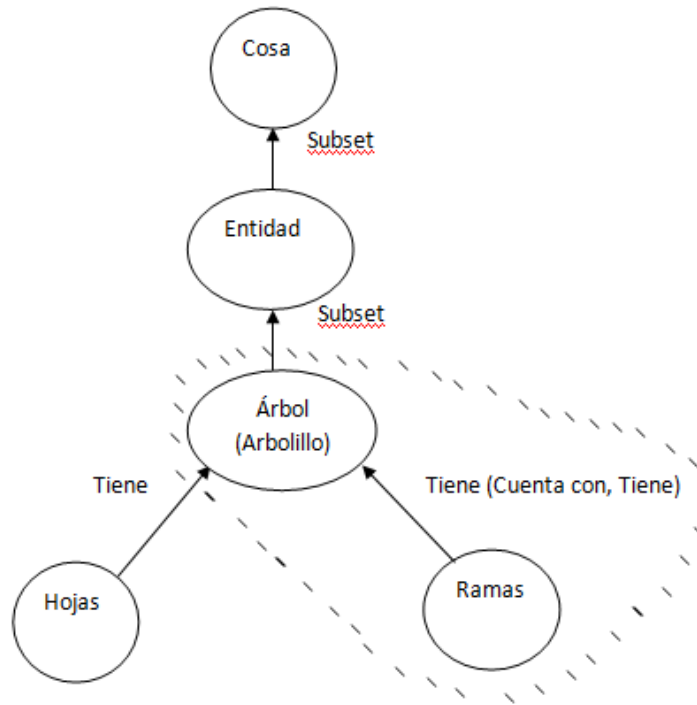 Cosa
Subset
Entidad
Subset
Árbol
(Arbolillo)
Tiene
Tiene (Cuenta con, Tiene)
Hojas
Ramas